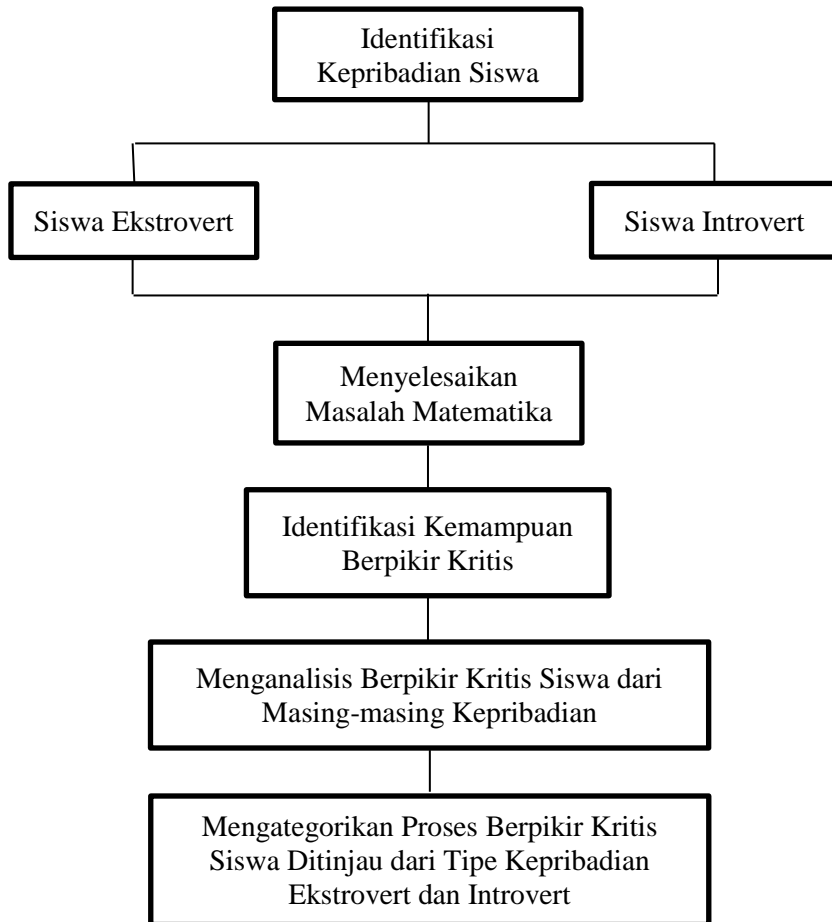 Identifikasi
Kepribadian Siswa
Siswa Ekstrovert
Siswa Introvert
Menyelesaikan
Masalah Matematika
Identifikasi Kemampuan
Berpikir Kritis
Menganalisis Berpikir Kritis Siswa dari
Masing-masing Kepribadian
Mengategorikan Proses Berpikir Kritis
Siswa Ditinjau dari Tipe Kepribadian
Ekstrovert dan Introvert